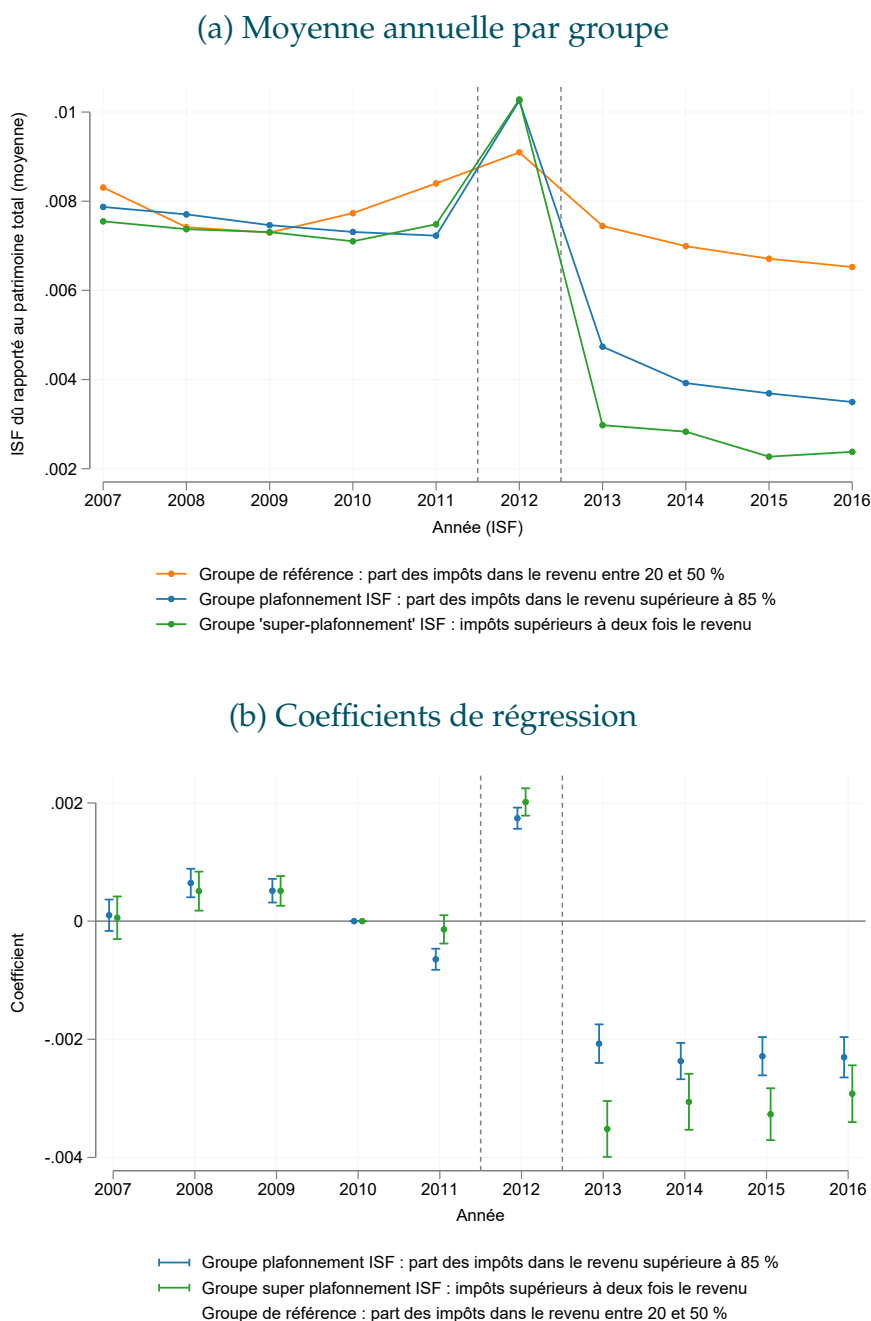 (a) Moyenne annuelle par groupe
ISF dû rapporté au patrimoine total (moyenne)
.01
.008
.006
.004
.002
2007 2008 2009 2010 2011 2012 2013 2014 2015 2016
Année (ISF)
Groupe de référence : part des impôts dans le revenu entre 20 et 50 %
Groupe plafonnement ISF : part des impôts dans le revenu supérieure à 85 %
Groupe 'super-plafonnement' ISF : impôts supérieurs à deux fois le revenu
(b) Coefficients de régression
Coefficient
.002
0
-.002
-.004
2007 2008 2009 2010 2011 2012 2013 2014 2015 2016
Année
Groupe plafonnement ISF : part des impôts dans le revenu supérieure à 85 %
Groupe super plafonnement ISF : impôts supérieurs à deux fois le revenu
Groupe de référence : part des impôts dans le revenu entre 20 et 50 %